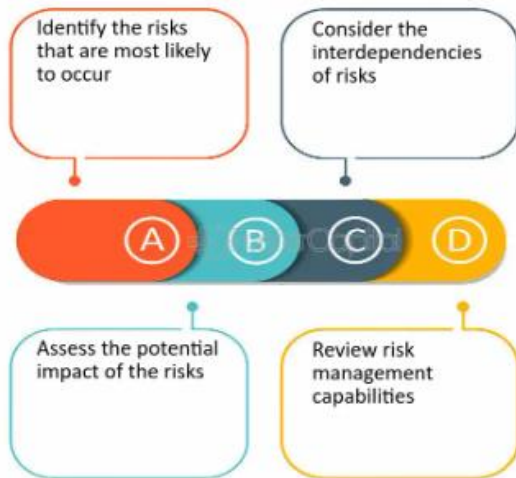 Identify the risks
that are most likely
to occur
Consider the
interdependencies
of risks
A
B
C
D
Assess the potential
impact of the risks
Review risk
management
capabilities